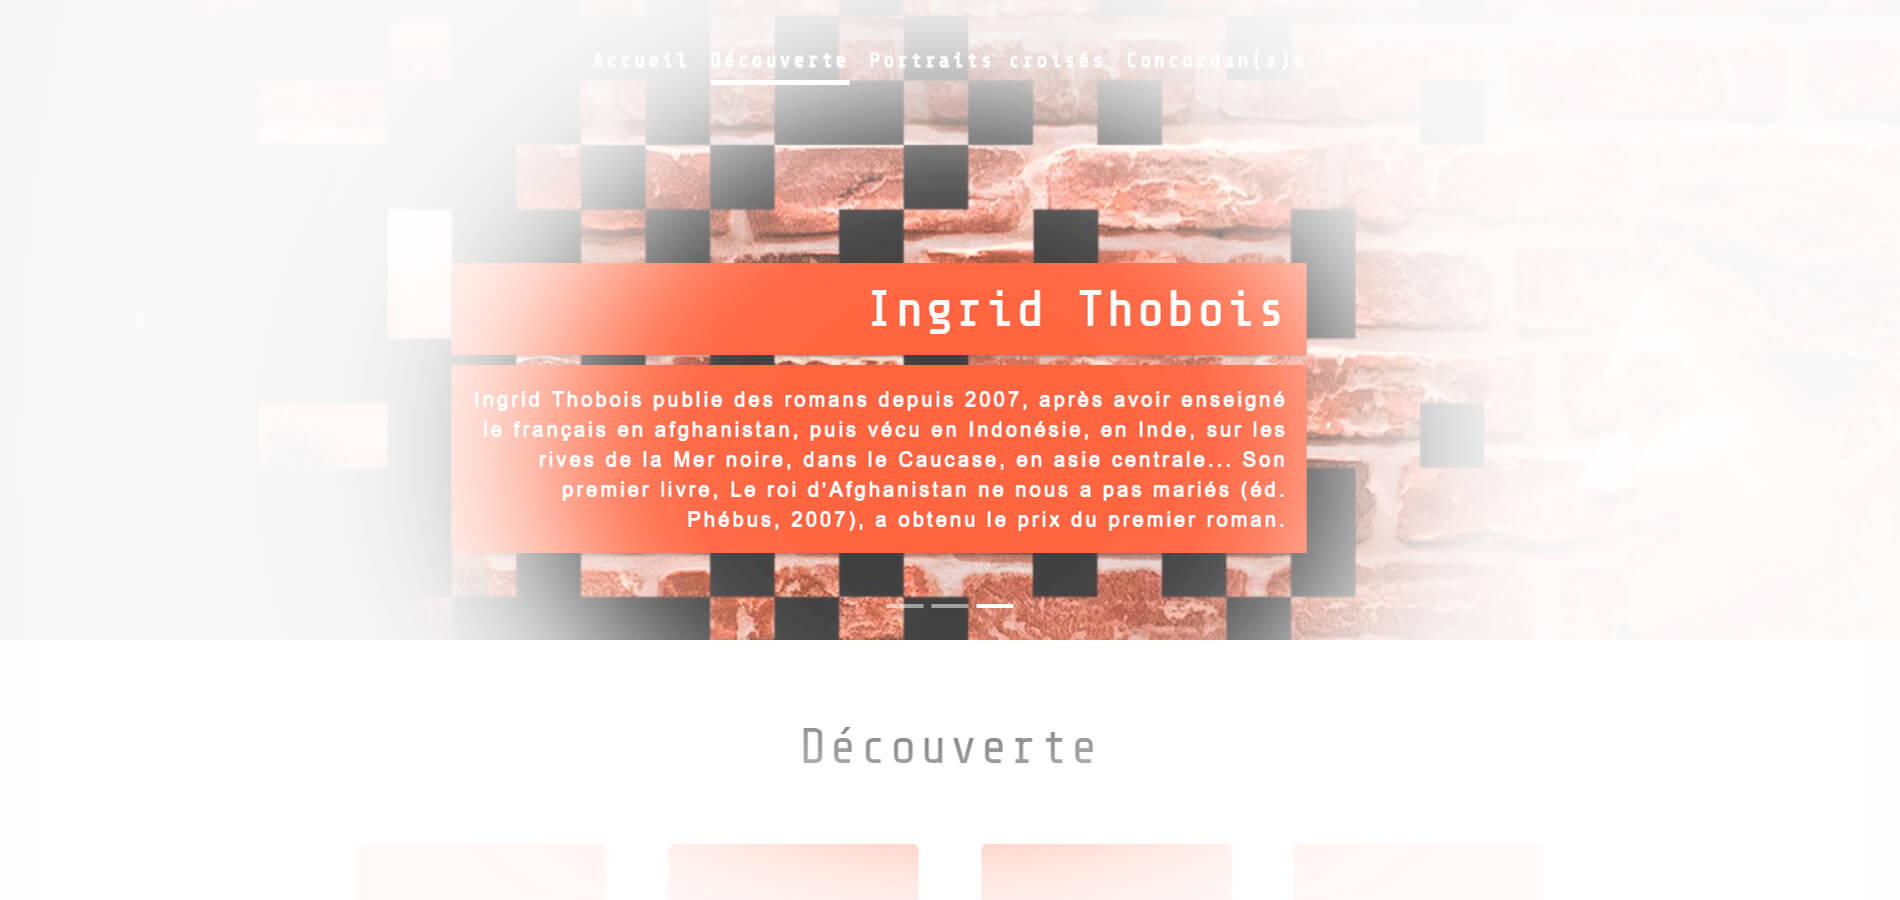 Accueil Découverte Portraits croisés Concordan(s)e
Ingrid Thobois
Ingrid Thobois publie des romans depuis 2007, après avoir enseigné
le français en afghanistan, puis vécu en Indonésie, en Inde, sur les
rives de la Mer noire, dans le Caucase, en asie centrale... Son
premier livre, Le roi d'Afghanistan ne nous a pas mariés (éd.
Phébus, 2007), a obtenu le prix du premier roman.
Découverte